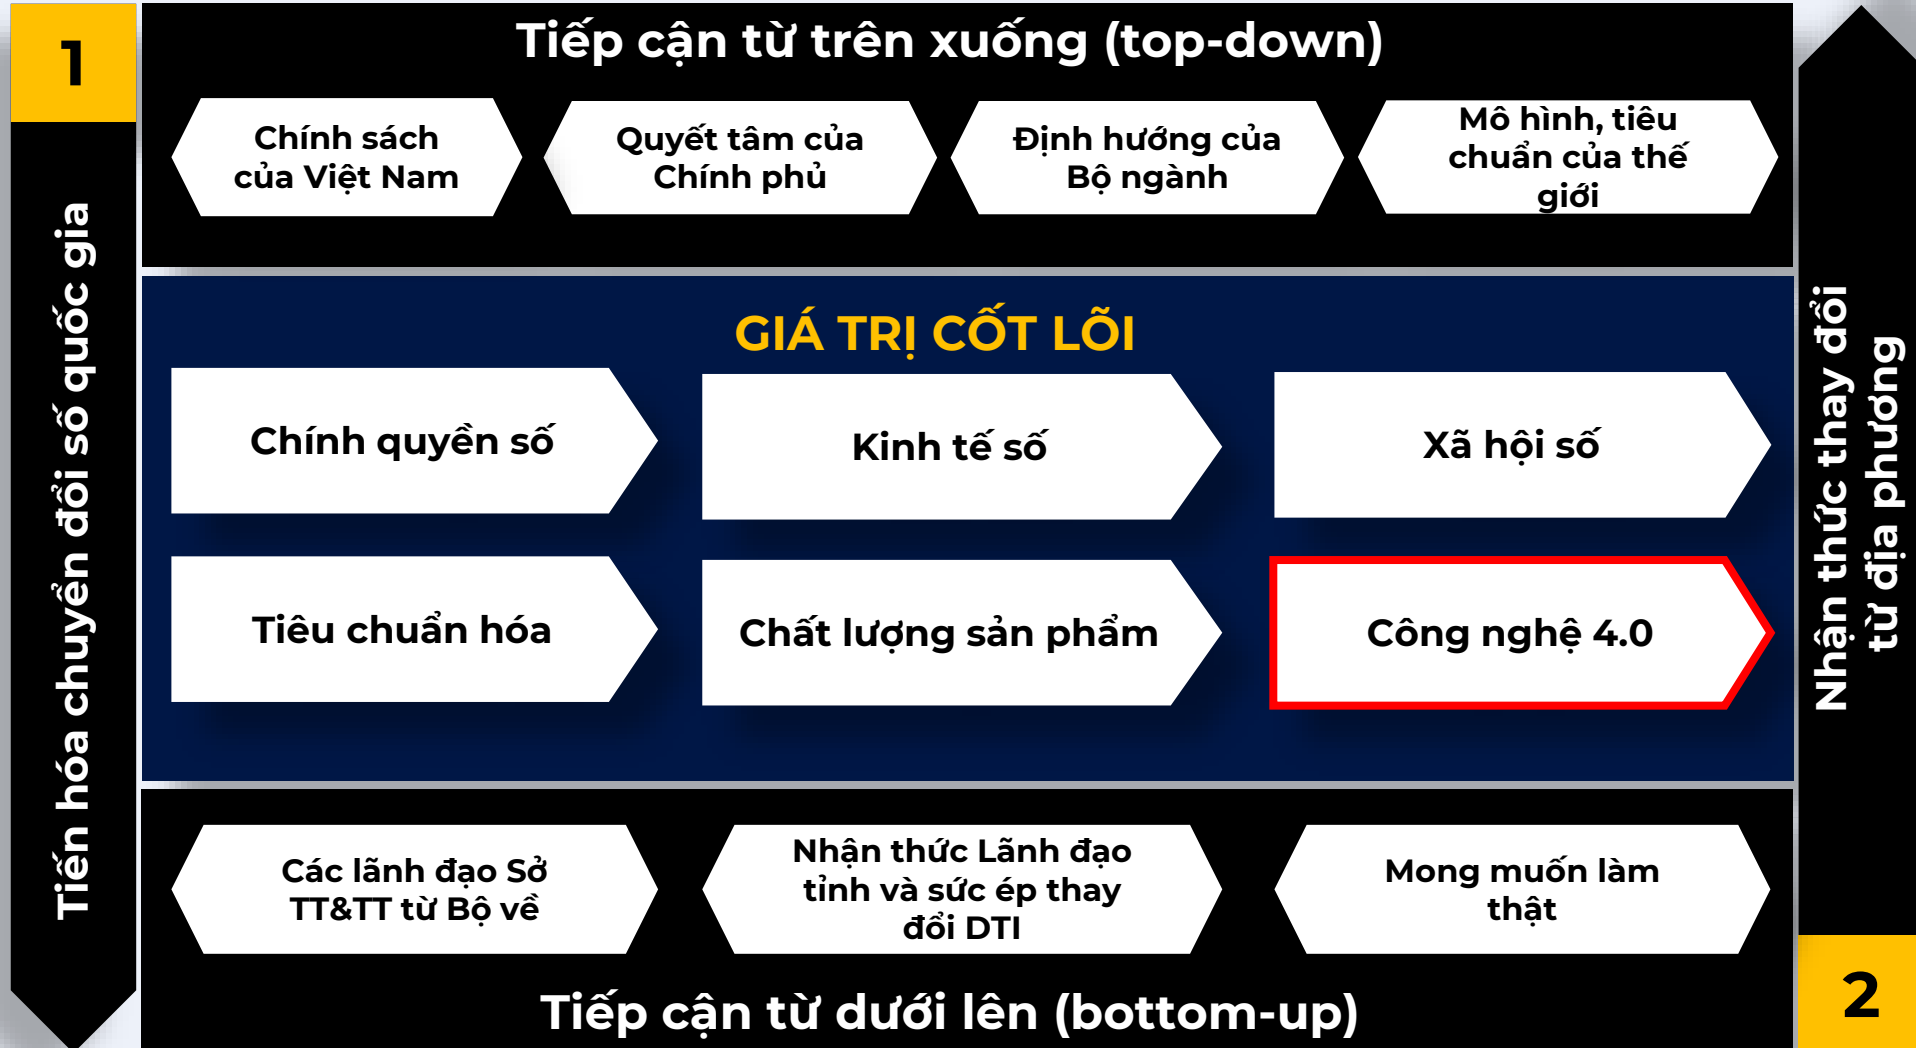 1
Tiếp cận từ trên xuống (top-down)
Chính sách
của Việt Nam
Quyết tâm của
Chính phủ
Định hướng của
Bộ ngành
Mô hình, tiêu
chuẩn của thế
giới
Tiến hóa chuyển đổi số quốc gia
GIÁ TRỊ CỐT LÕI
Chính quyền số
Kinh tế số
Xã hội số
Tiêu chuẩn hóa
Chất lượng sản phẩm
Công nghệ 4.0
Nhận thức thay đổi
từ địa phương
Các lãnh đạo Sở
TT&TT từ Bộ về
Nhận thức Lãnh đạo
tỉnh và sức ép thay
đổi DTI
Mong muốn làm
thật
Tiếp cận từ dưới lên (bottom-up)
2